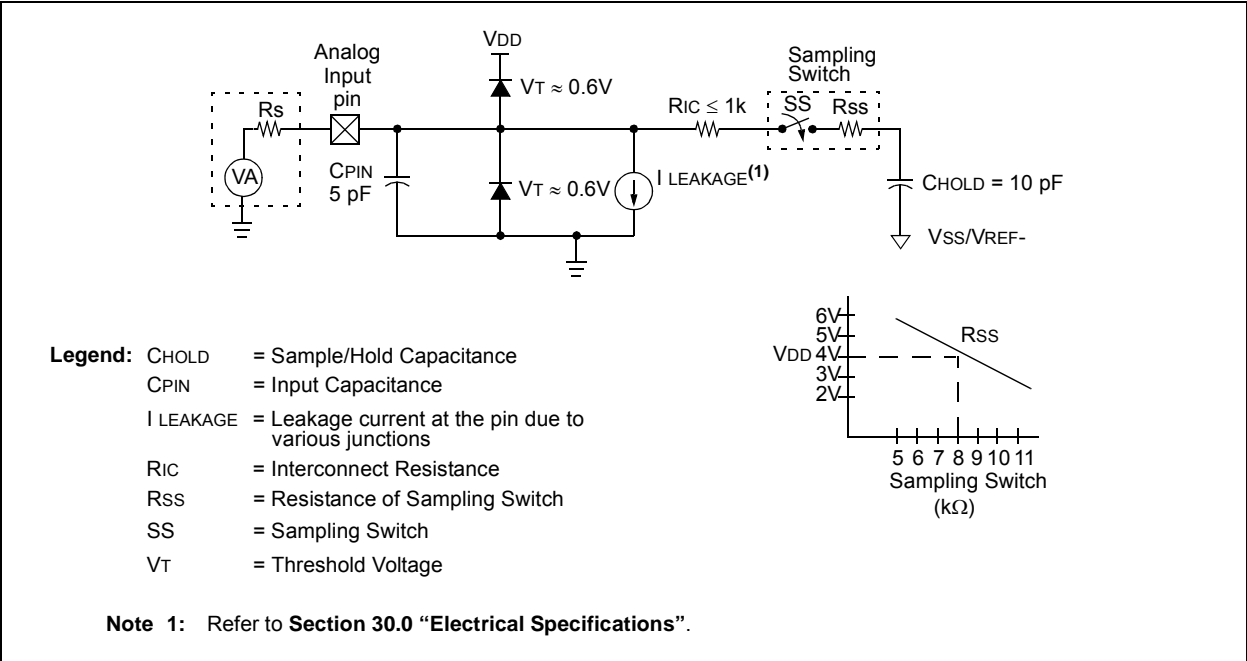 Analog
Input
pin
VDD
VT ≈ 0.6V
Sampling
Switch
RIC ≤ 1k
SS
RSS
Rs
VA
CPIN
5 pF
VT ≈ 0.6V
I LEAKAGE(1)
CHOLD = 10 pF
VSS/VREF-
6V
5V
VDD 4V
3V
2V
RSS
5 6 7 8 9 10 11
Sampling Switch
(kΩ)
Legend: CHOLD = Sample/Hold Capacitance
CPIN = Input Capacitance
I LEAKAGE = Leakage current at the pin due to
various junctions
RIC = Interconnect Resistance
RSS = Resistance of Sampling Switch
SS = Sampling Switch
VT = Threshold Voltage
Note 1: Refer to Section 30.0 “Electrical Specifications”.